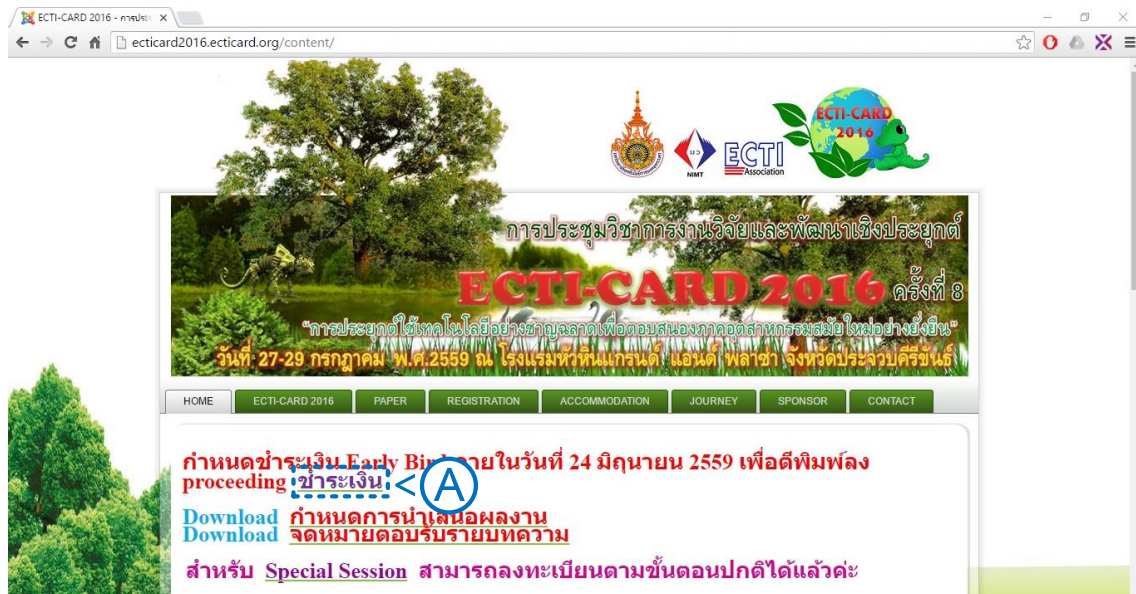 ECTI-CARD 2016 - การประ
ecticard2016.ecticard.org/content/
ECTI-CARD
2016
นว
NIMT
ECTI
Association
การประชุมวิชาการงานวิจัยและพัฒนาเชิงประยุกต์
ECTI-CARD 2016 ครั้งที่ 8
"การประยุกต์ใช้เทคโนโลยีอย่างชาญฉลาดเพื่อตอบสนองภาคอุตสาหกรรมสมัยใหม่อย่างยั่งยืน"
วันที่ 27-29 กรกฎาคม พ.ศ.2559 ณ โรงแรมหัวหินแกรนด์ แอนด์ พลาซ่า จังหวัดประจวบคีรีขันธ์
HOME ECTI-CARD 2016 PAPER REGISTRATION ACCOMMODATION JOURNEY SPONSOR CONTACT
กำหนดชำระเงิน Early Bird ภายในวันที่ 24 มิถุนายน 2559 เพื่อตีพิมพ์ลง
proceeding ชำระเงิน < A
Download กำหนดการนำเสนอผลงาน
Download จดหมายตอบรับรายบทความ
สำหรับ Special Session สามารถลงทะเบียนตามขั้นตอนปกติได้แล้วค่ะ